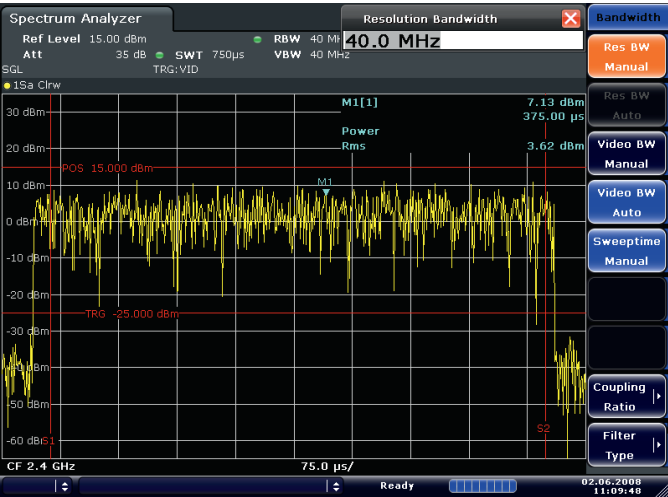 Spectrum Analyzer
Resolution Bandwidth
40.0 MHz
Ref Level 15.00 dBm
RBW 40 MHz
Att 35 dB SWT 750µs VBW 40 MHz
SGL TRG:VID
1Sa Clrw
M1[1] 7.13 dBm
375.00 µs
Power
Rms 3.62 dBm
30 dBm
20 dBm
POS 15.000 dBm
10 dBm
M1
0 dBm
-10 dBm
-20 dBm
TRG -25.000 dBm
-30 dBm
-50 dBm
-60 dBm
S1
S2
CF 2.4 GHz 75.0 µs/
Ready
02.06.2008
11:09:48
Bandwidth
Res BW
Manual
Res BW
Auto
Video BW
Manual
Video BW
Auto
Sweeptime
Manual
Coupling
Ratio
Filter
Type